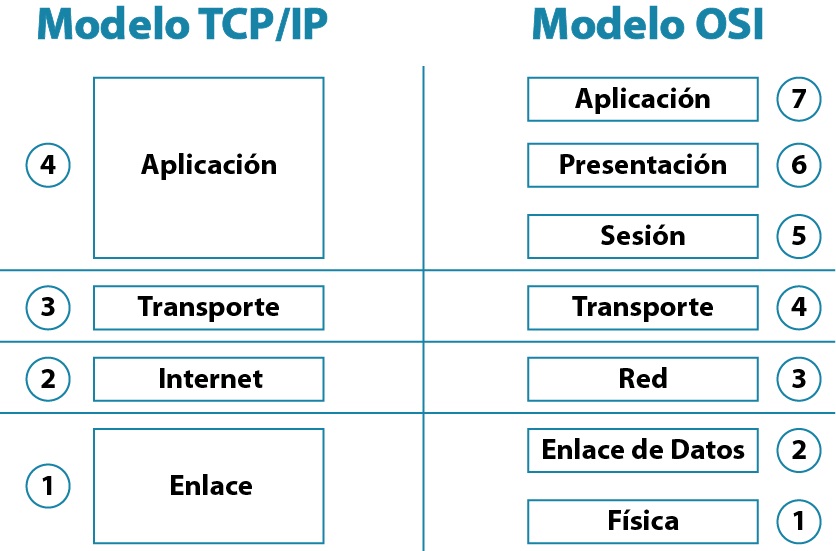 Modelo TCP/IP
Modelo OSI
4
Aplicación
Aplicación
7
Presentación
6
Sesión
5
3
Transporte
Transporte
4
2
Internet
Red
3
1
Enlace
Enlace de Datos
2
Física
1